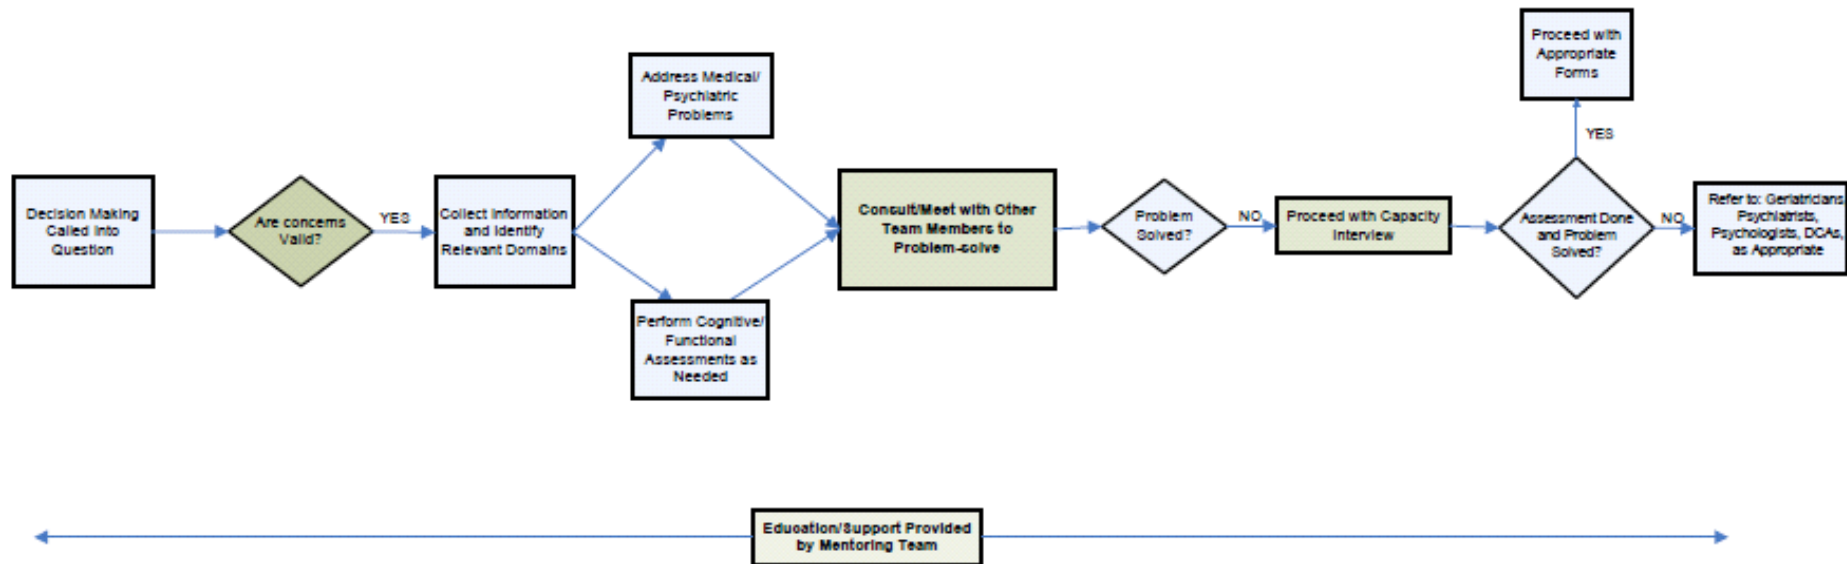 Decision Making
Called Into
Question
Are concerns
Valid?
YES
Collect Information
and Identify
Relevant Domains
Address Medical/
Psychiatric
Problems
Perform Cognitive/
Functional
Assessments as
Needed
Consult/Meet with Other
Team Members to
Problem-solve
Problem
Solved?
NO
Proceed with Capacity
Interview
Assessment Done
and Problem
Solved?
YES
Proceed with
Appropriate
Forms
NO
Refer to: Geriatricians,
Psychiatrists,
Psychologists, DCAs,
as Appropriate
Education/Support Provided
by Mentoring Team